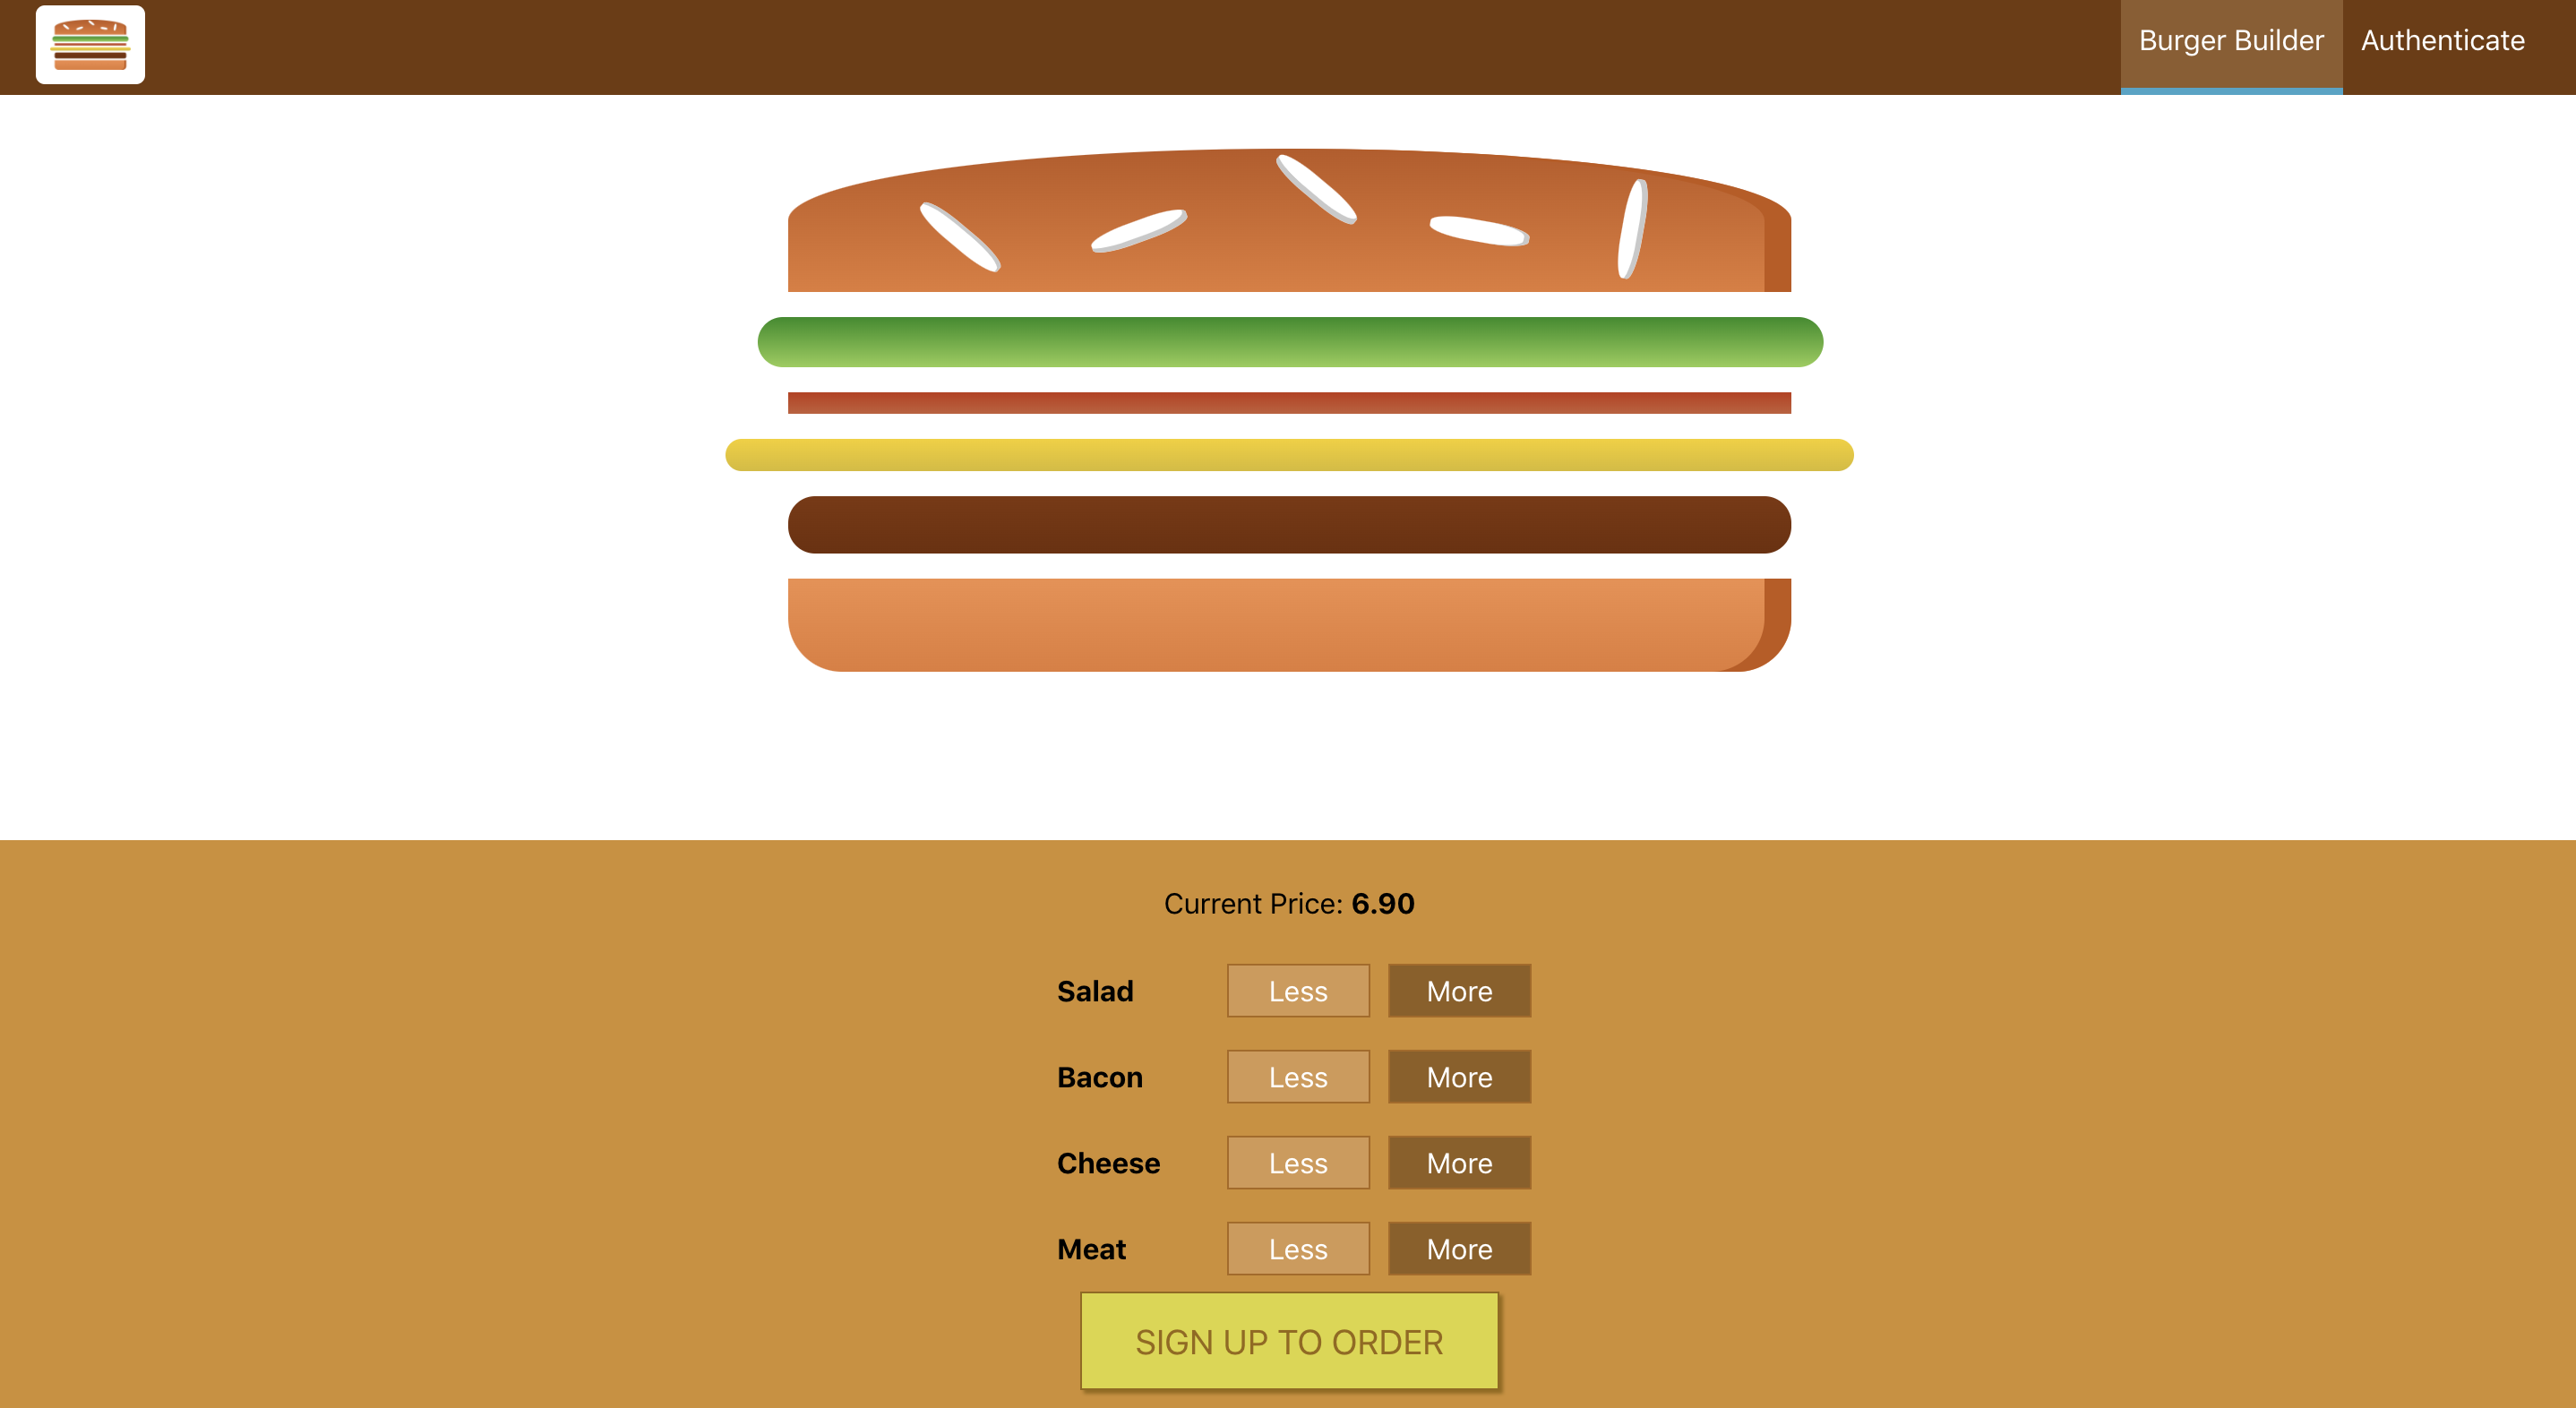 Burger Builder Authenticate
Current Price: 6.90
Salad Less More
Bacon Less More
Cheese Less More
Meat Less More
SIGN UP TO ORDER